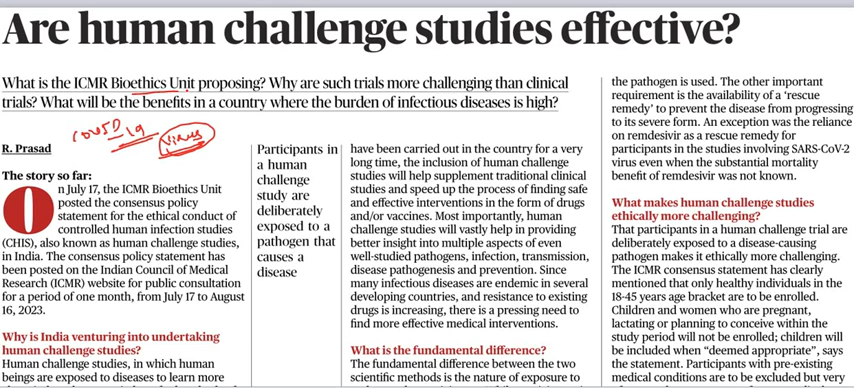 Are human challenge studies effective?
What is the ICMR Bioethics Unit proposing? Why are such trials more challenging than clinical
trials? What will be the benefits in a country where the burden of infectious diseases is high?
COVID 19
Virus
R. Prasad
The story so far:
On July 17, the ICMR Bioethics Unit
posted the consensus policy
statement for the ethical conduct of
controlled human infection studies
(CHIS), also known as human challenge studies,
in India. The consensus policy statement has
been posted on the Indian Council of Medical
Research (ICMR) website for public consultation
for a period of one month, from July 17 to August
16, 2023.
Why is India venturing into undertaking
human challenge studies?
Human challenge studies, in which human
beings are exposed to diseases to learn more
Participants in
a human
challenge
study are
deliberately
exposed to a
pathogen that
causes a
disease
have been carried out in the country for a very
long time, the inclusion of human challenge
studies will help supplement traditional clinical
studies and speed up the process of finding safe
and effective interventions in the form of drugs
and/or vaccines. Most importantly, human
challenge studies will vastly help in providing
better insight into multiple aspects of even
well-studied pathogens, infection, transmission,
disease pathogenesis and prevention. Since
many infectious diseases are endemic in several
developing countries, and resistance to existing
drugs is increasing, there is a pressing need to
find more effective medical interventions.
What is the fundamental difference?
The fundamental difference between the two
scientific methods is the nature of exposure to
the pathogen is used. The other important
requirement is the availability of a ‘rescue
remedy’ to prevent the disease from progressing
to its severe form. An exception was the reliance
on remdesivir as a rescue remedy for
participants in the studies involving SARS-CoV-2
virus even when the substantial mortality
benefit of remdesivir was not known.
What makes human challenge studies
ethically more challenging?
That participants in a human challenge trial are
deliberately exposed to a disease-causing
pathogen makes it ethically more challenging.
The ICMR consensus statement has clearly
mentioned that only healthy individuals in the
18-45 years age bracket are to be enrolled.
Children and women who are pregnant,
lactating or planning to conceive within the
study period will not be enrolled; children will
be included when “deemed appropriate”, says
the statement. Participants with pre-existing
medical conditions are to be excluded but very